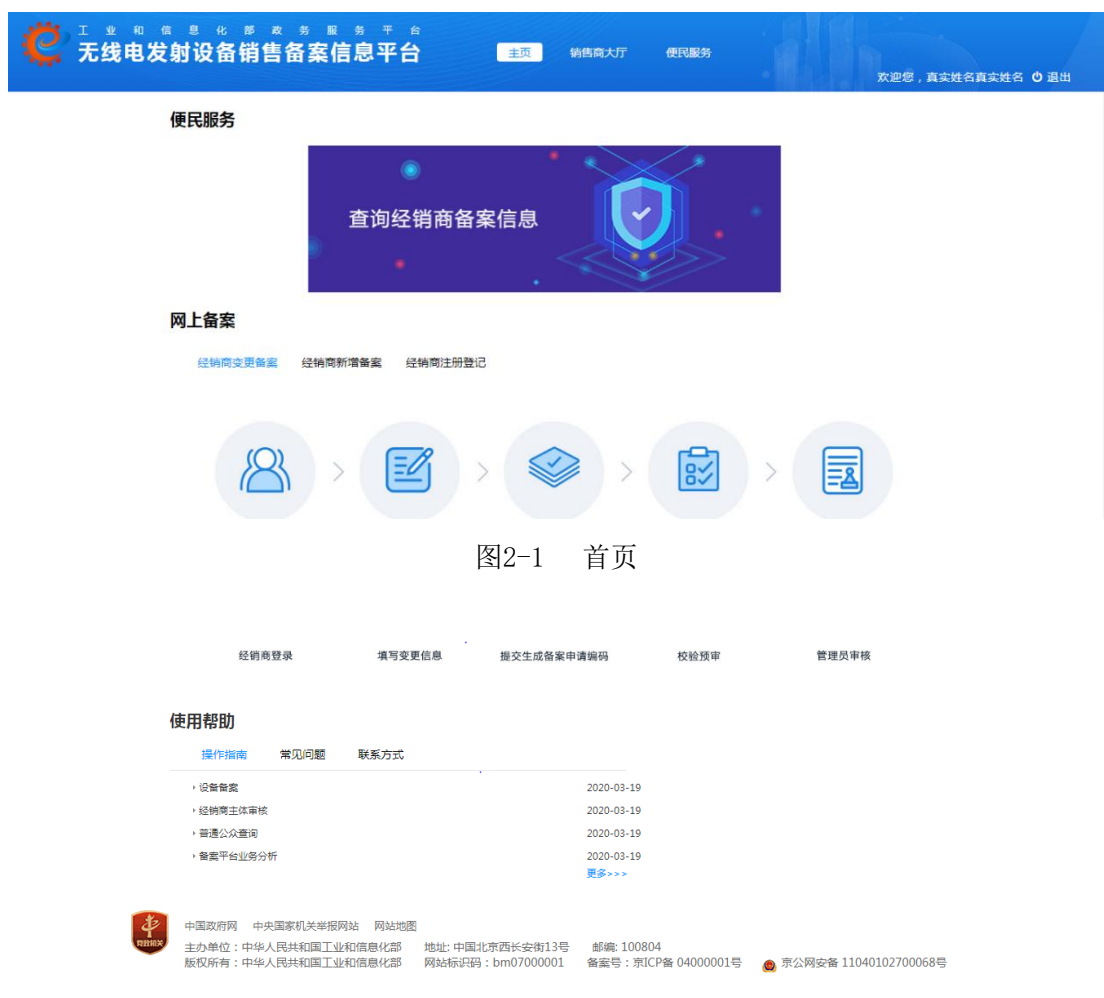 工业和信息化部政务服务平台
无线电发射设备销售备案信息平台
主页 销售商大厅 便民服务
欢迎您，真实姓名真实姓名 退出
便民服务
查询经销商备案信息
网上备案
经销商变更备案 经销商新增备案 经销商注册登记
图2-1 首页
经销商登录 填写变更信息 提交生成备案申请编码 校验预审 管理员审核
使用帮助
操作指南 常见问题 联系方式
设备备案 2020-03-19
经销商主体审核 2020-03-19
普通公众查询 2020-03-19
备案平台业务分析 2020-03-19
更多>>>
党政机关
中国政府网 中央国家机关举报网站 网站地图
主办单位：中华人民共和国工业和信息化部 地址: 中国北京西长安街13号 邮编: 100804
版权所有：中华人民共和国工业和信息化部 网站标识码：bm07000001 备案号：京ICP备 04000001号 京公网安备 11040102700068号